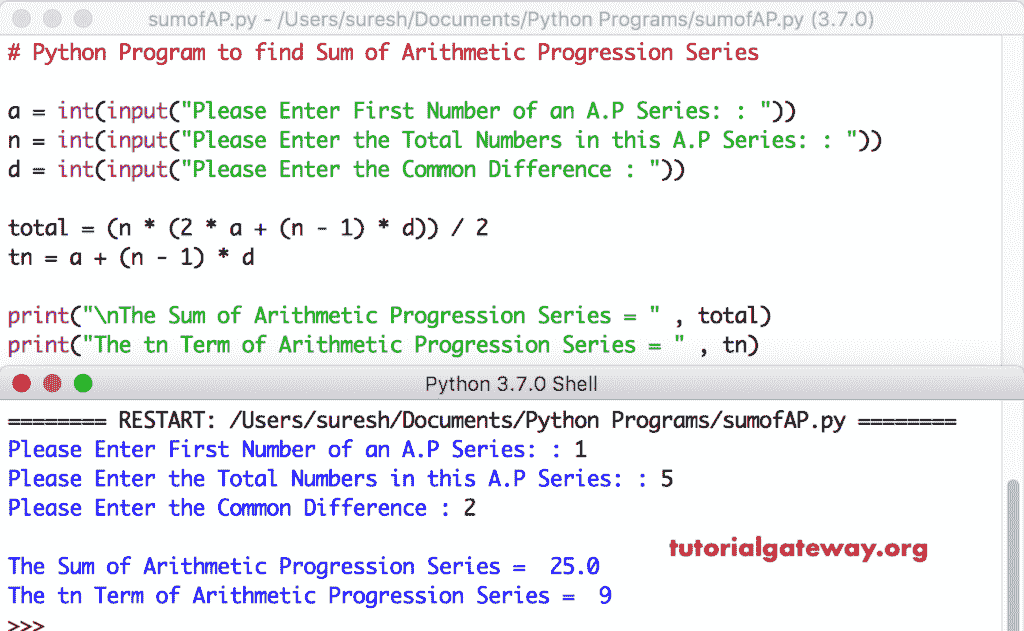 sumofAP.py - /Users/suresh/Documents/Python Programs/sumofAP.py (3.7.0)
# Python Program to find Sum of Arithmetic Progression Series
a = int(input("Please Enter First Number of an A.P Series: : "))
n = int(input("Please Enter the Total Numbers in this A.P Series: : "))
d = int(input("Please Enter the Common Difference : "))
total = (n * (2 * a + (n - 1) * d)) / 2
tn = a + (n - 1) * d
print("\nThe Sum of Arithmetic Progression Series = " , total)
print("The tn Term of Arithmetic Progression Series = " , tn)
Python 3.7.0 Shell
======== RESTART: /Users/suresh/Documents/Python Programs/sumofAP.py ========
Please Enter First Number of an A.P Series: : 1
Please Enter the Total Numbers in this A.P Series: : 5
Please Enter the Common Difference : 2
tutorialgateway.org
The Sum of Arithmetic Progression Series =  25.0
The tn Term of Arithmetic Progression Series =  9
>>>